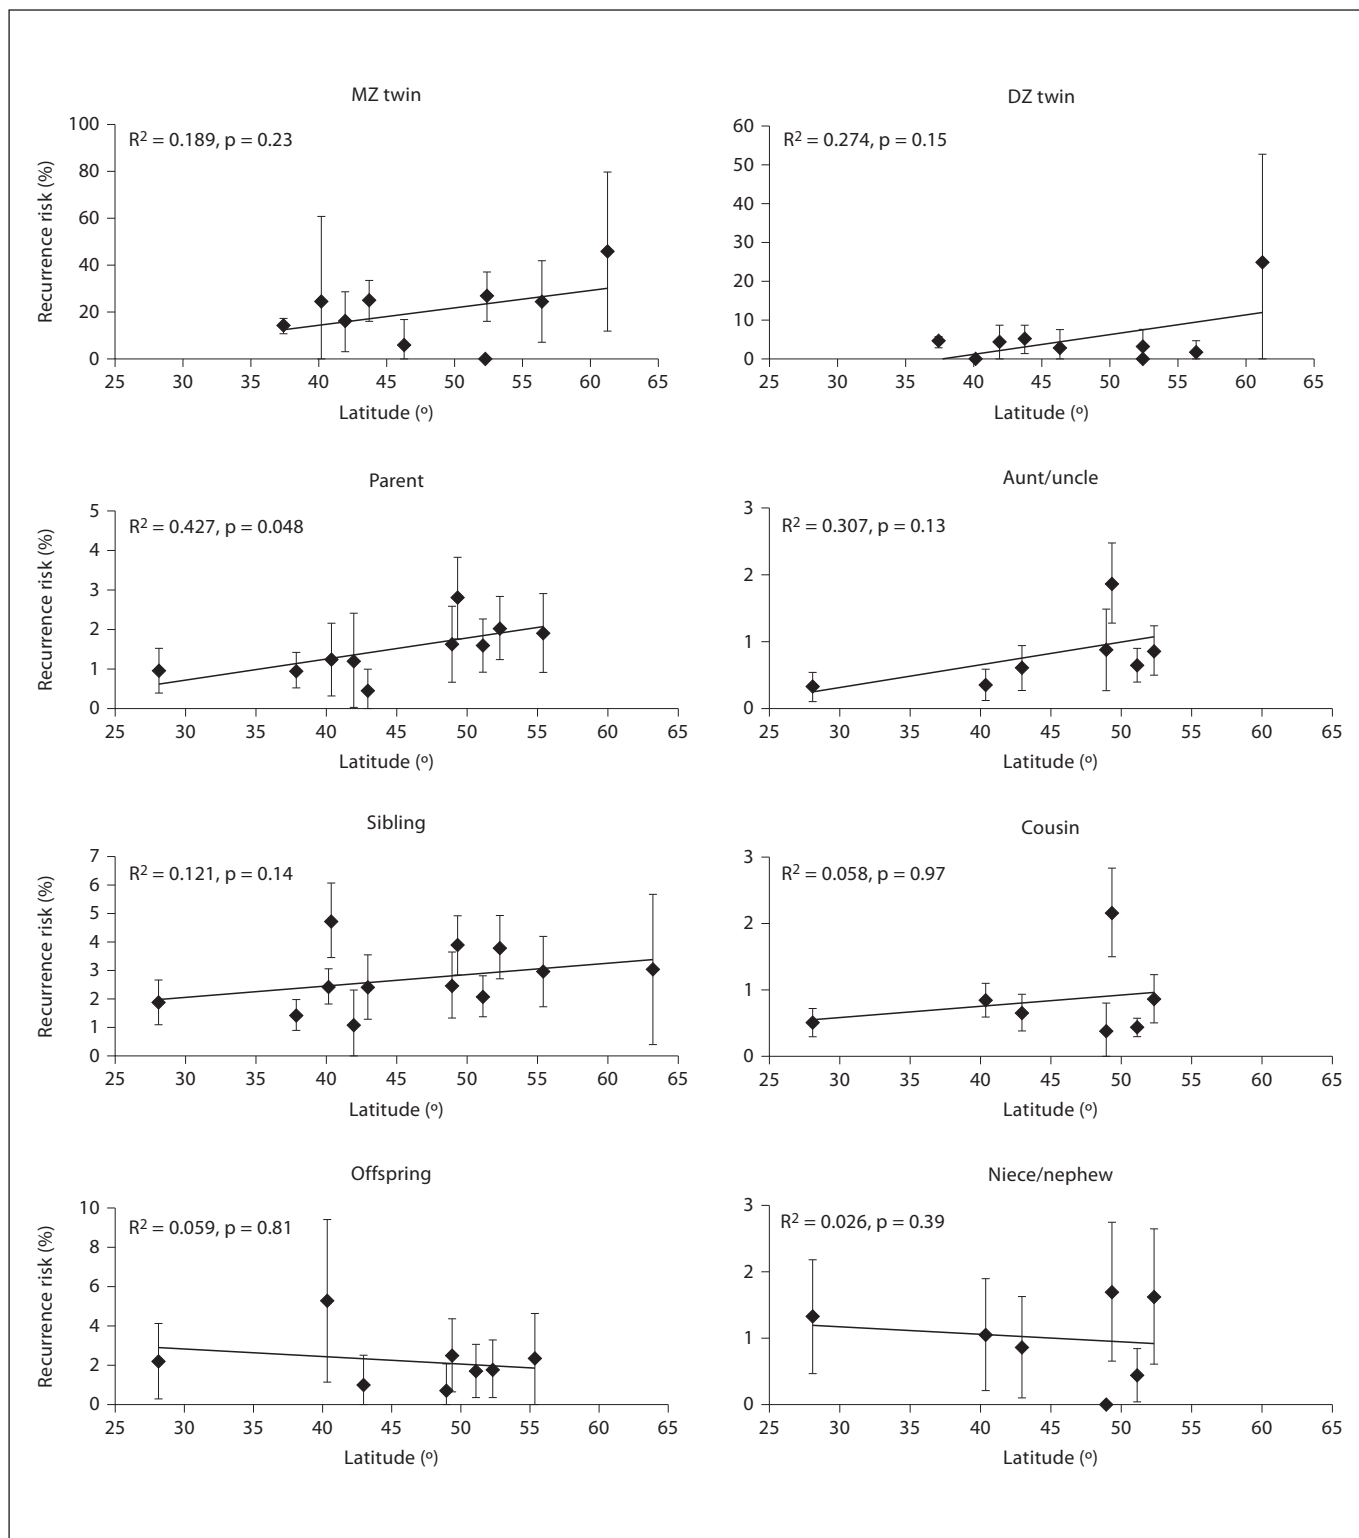 MZ twin
R² = 0.189, p = 0.23
Recurrence risk (%)
100
80
60
40
20
0
25 30 35 40 45 50 55 60 65
Latitude (º)
DZ twin
R² = 0.274, p = 0.15
60
50
40
30
20
10
0
25 30 35 40 45 50 55 60 65
Latitude (º)
Parent
R² = 0.427, p = 0.048
Recurrence risk (%)
5
4
3
2
1
0
25 30 35 40 45 50 55 60 65
Latitude (º)
Aunt/uncle
R² = 0.307, p = 0.13
3
2
1
0
25 30 35 40 45 50 55 60 65
Latitude (º)
Sibling
R² = 0.121, p = 0.14
Recurrence risk (%)
7
6
5
4
3
2
1
0
25 30 35 40 45 50 55 60 65
Latitude (º)
Cousin
R² = 0.058, p = 0.97
3
2
1
0
25 30 35 40 45 50 55 60 65
Latitude (º)
Offspring
R² = 0.059, p = 0.81
Recurrence risk (%)
10
8
6
4
2
0
25 30 35 40 45 50 55 60 65
Latitude (º)
Niece/nephew
R² = 0.026, p = 0.39
3
2
1
0
25 30 35 40 45 50 55 60 65
Latitude (º)